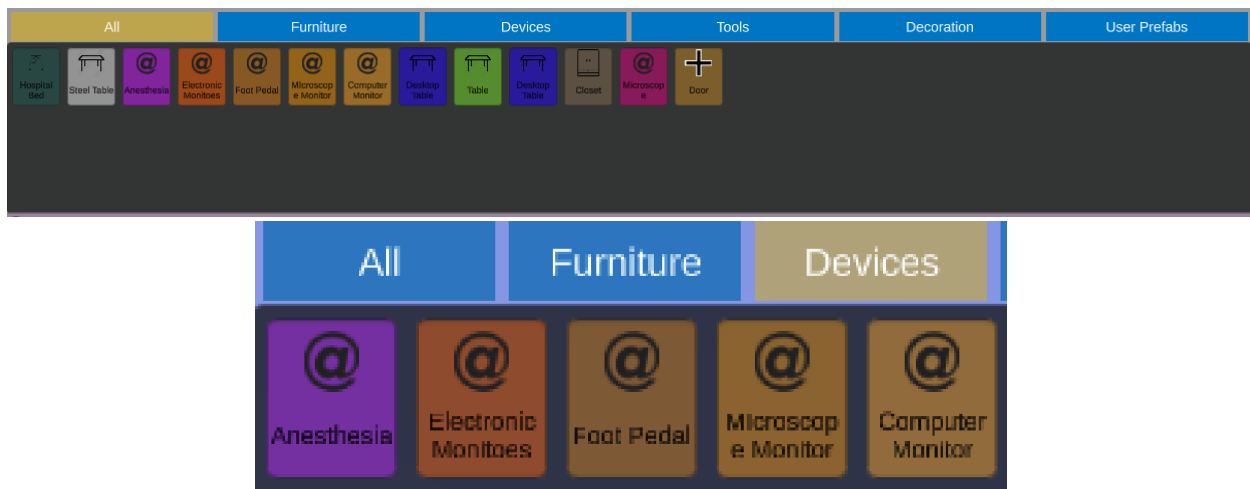 All Furniture Devices Tools Decoration User Prefabs
@ @ @ @ @ @
Hospital Bed Steel Table Anesthesia Electronic Monitoes Foot Pedal Microscop e Monitor Computer Monitor Desktop Table Table Desktop Table Closet Microscop e Door
All Furniture Devices
@ @ @ @ @
Anesthesia Electronic Monitoes Foot Pedal Microscop e Monitor Computer Monitor